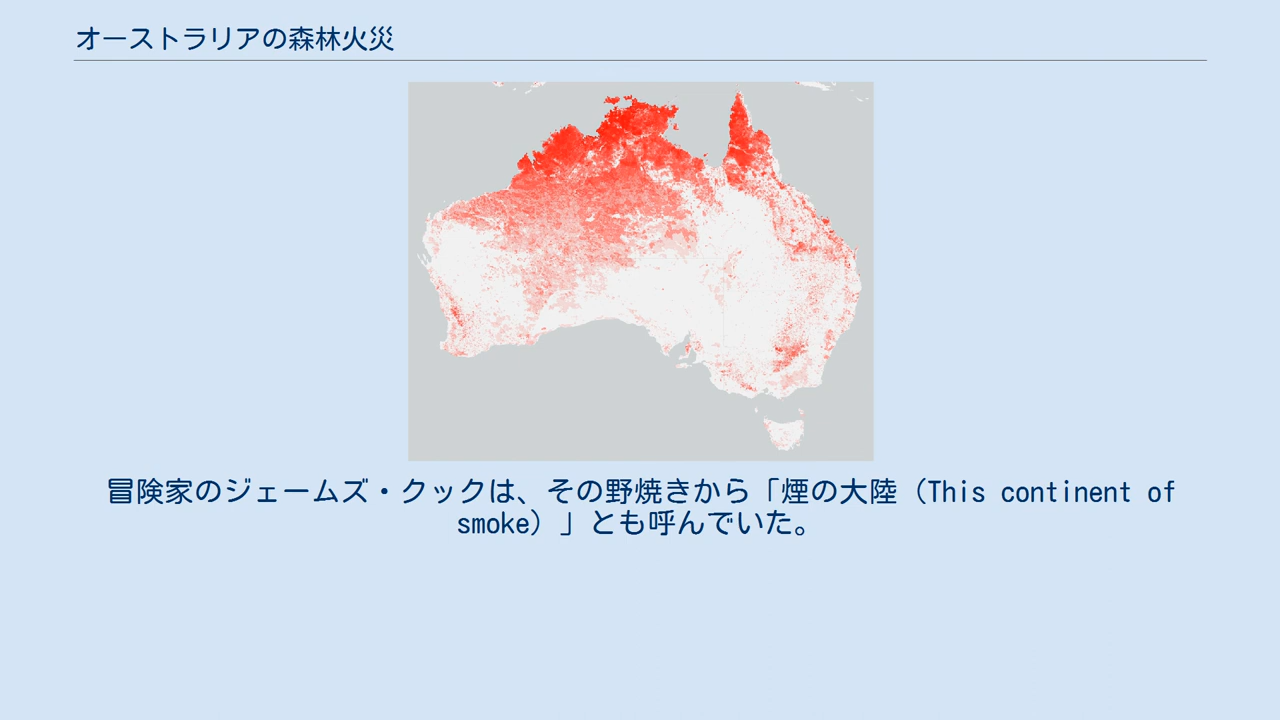 オーストラリアの森林火災
冒険家のジェームズ・クックは、その野焼きから「煙の大陸（This continent of
smoke）」とも呼んでいた。